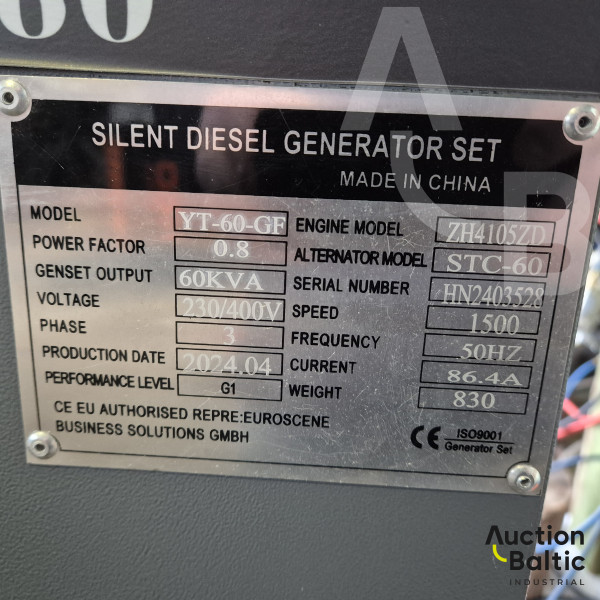 60
SILENT DIESEL GENERATOR SET
MADE IN CHINA
MODEL YT-60-GF ENGINE MODEL ZH4105ZD
POWER FACTOR 0.8 ALTERNATOR MODEL STC-60
GENSET OUTPUT 60KVA SERIAL NUMBER HN2403528
VOLTAGE 230/400V SPEED 1500
PHASE 3 FREQUENCY 50HZ
PRODUCTION DATE 2024.04 CURRENT 86.4A
PERFORMANCE LEVEL G1 WEIGHT 830
CE EU AUTHORISED REPRE:EUROSCENE
BUSINESS SOLUTIONS GMBH
CE ISO9001
Generator Set
AB
Auction
Baltic
INDUSTRIAL